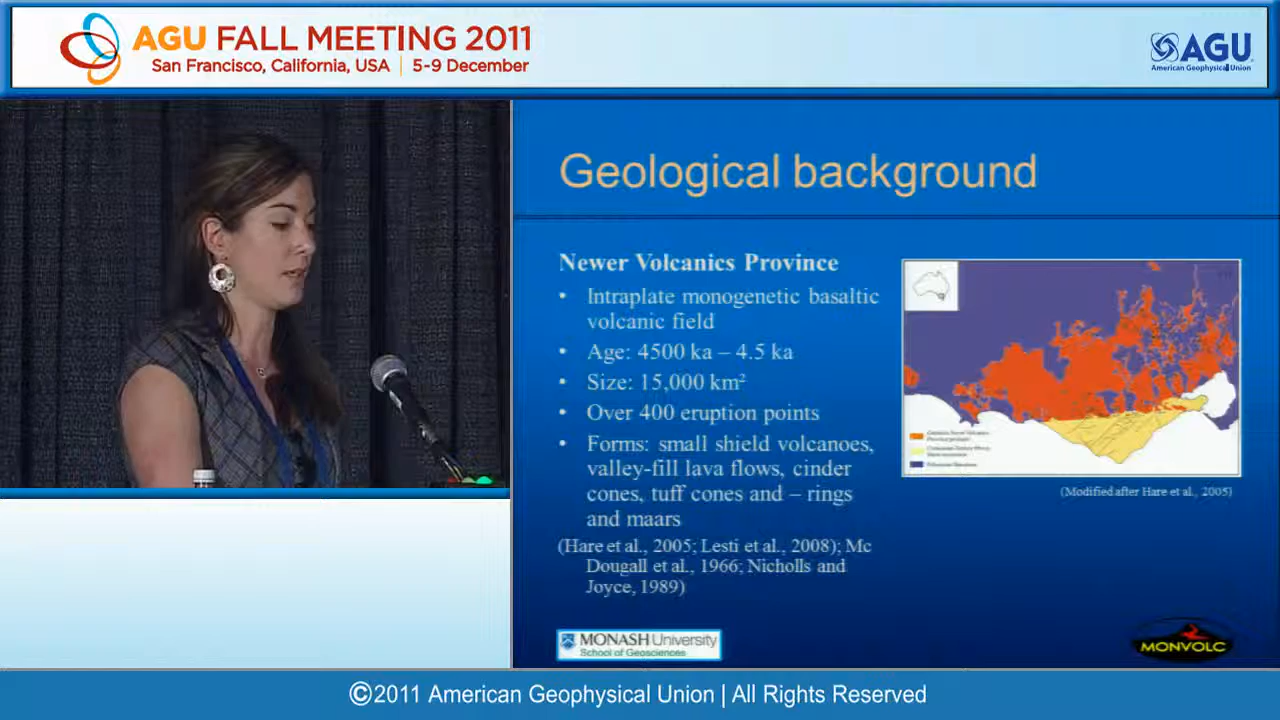 AGU FALL MEETING 2011
San Francisco, California, USA | 5-9 December
AGU
American Geophysical Union
Geological background
Newer Volcanics Province
• Intraplate monogenetic basaltic
volcanic field
• Age: 4500 ka – 4.5 ka
• Size: 15,000 km²
• Over 400 eruption points
• Forms: small shield volcanoes,
valley-fill lava flows, cinder
cones, tuff cones and – rings
and maars
(Hare et al., 2005; Lesti et al., 2008); Mc
Dougall et al., 1966; Nicholls and
Joyce, 1989)
(Modified after Hare et al., 2005)
MONASH University
School of Geosciences
MONVOLC
©2011 American Geophysical Union | All Rights Reserved